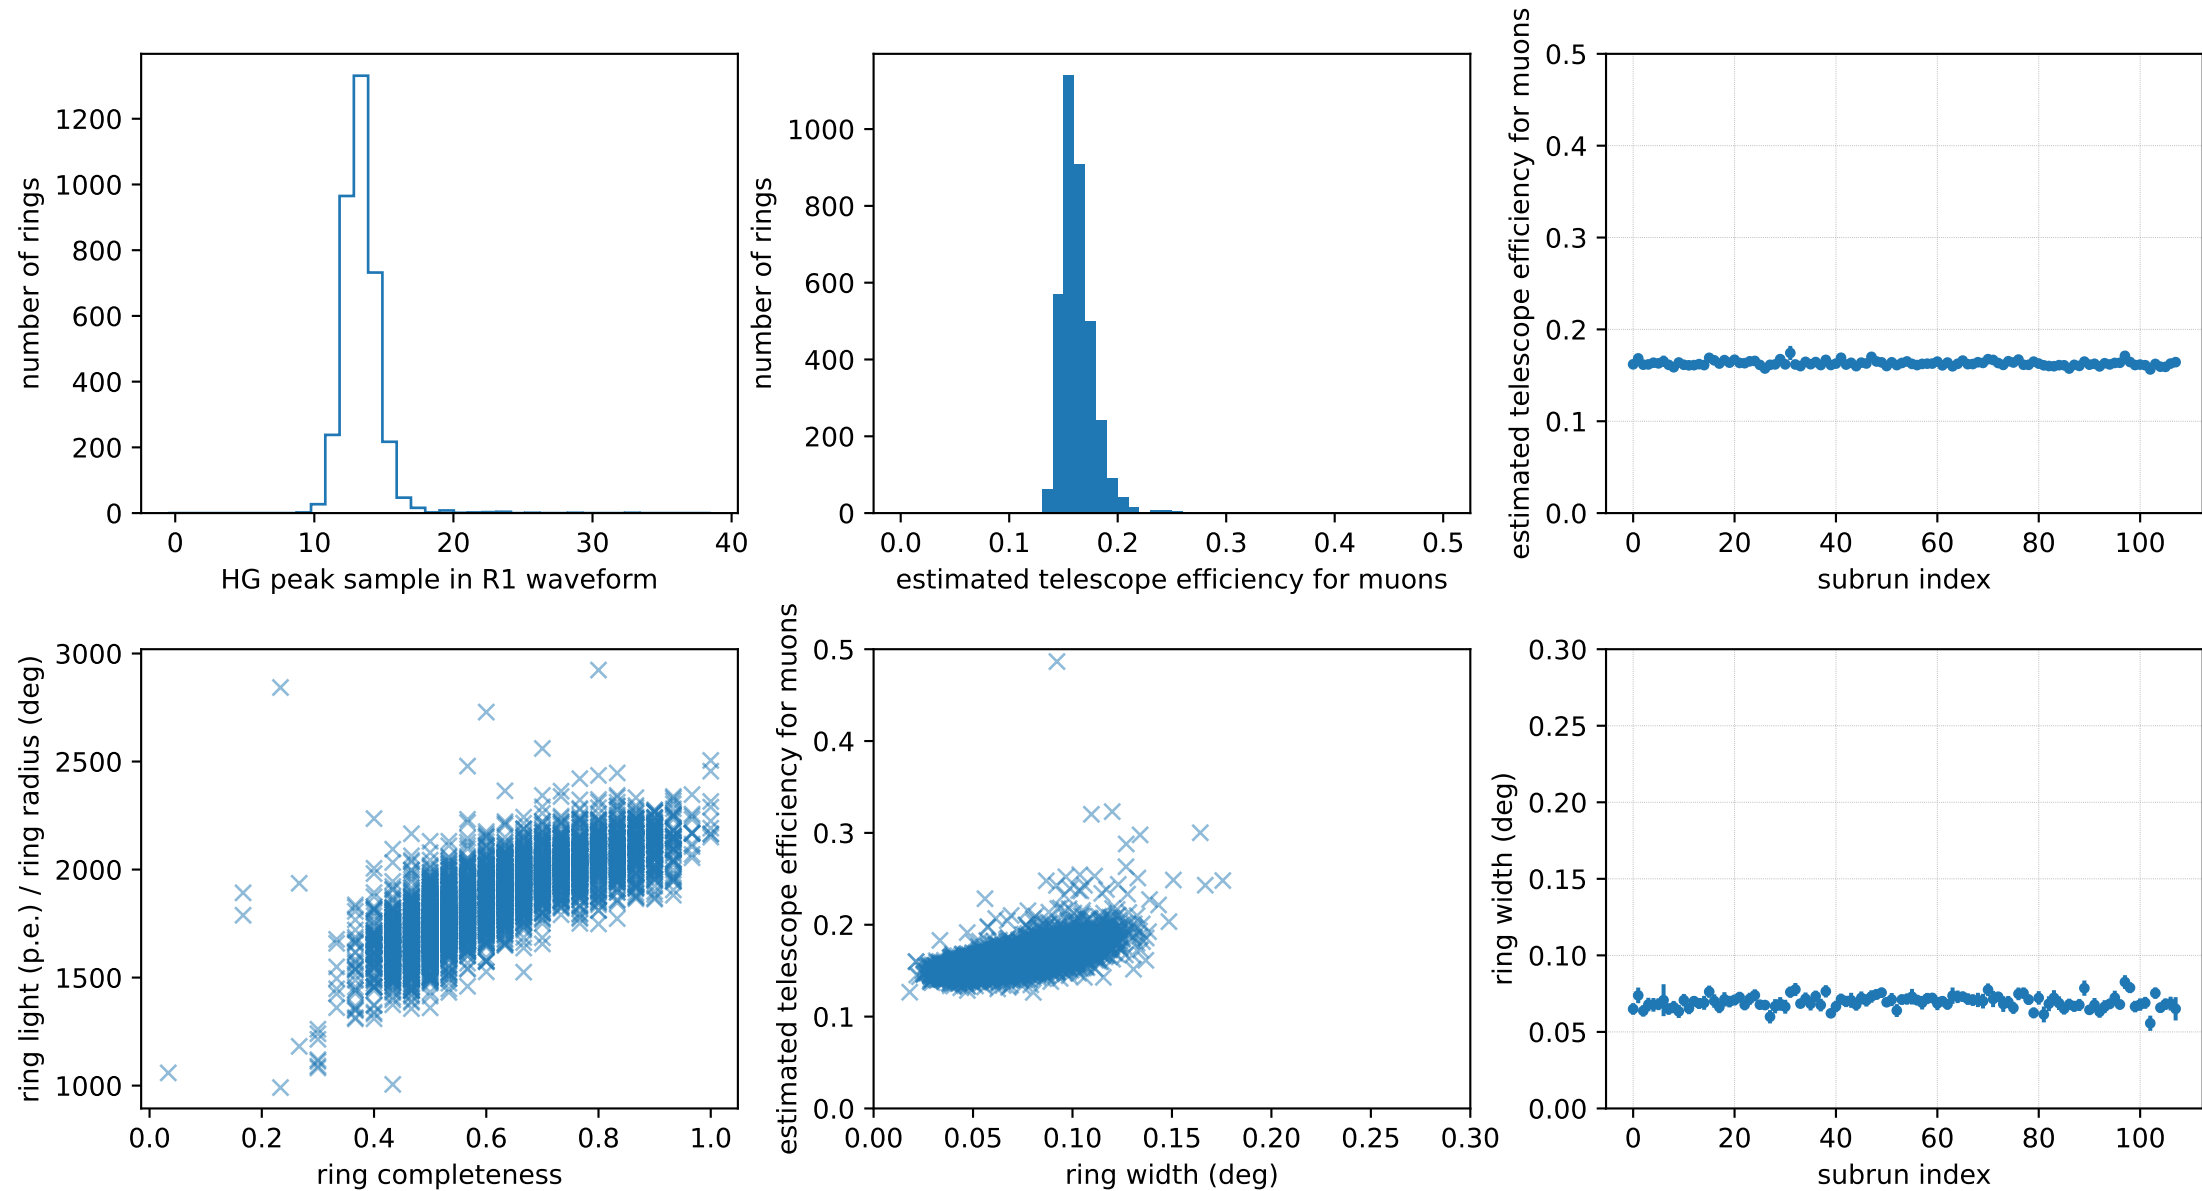 number of rings
1200
1000
800
600
400
200
0
0 10 20 30 40
HG peak sample in R1 waveform
number of rings
1000
800
600
400
200
0
0.0 0.1 0.2 0.3 0.4 0.5
estimated telescope efficiency for muons
estimated telescope efficiency for muons
0.5
0.4
0.3
0.2
0.1
0.0
0 20 40 60 80 100
subrun index
ring light (p.e.) / ring radius (deg)
3000
2500
2000
1500
1000
0.0 0.2 0.4 0.6 0.8 1.0
ring completeness
estimated telescope efficiency for muons
0.5
0.4
0.3
0.2
0.1
0.0
0.00 0.05 0.10 0.15 0.20 0.25 0.30
ring width (deg)
ring width (deg)
0.30
0.25
0.20
0.15
0.10
0.05
0.00
0 20 40 60 80 100
subrun index